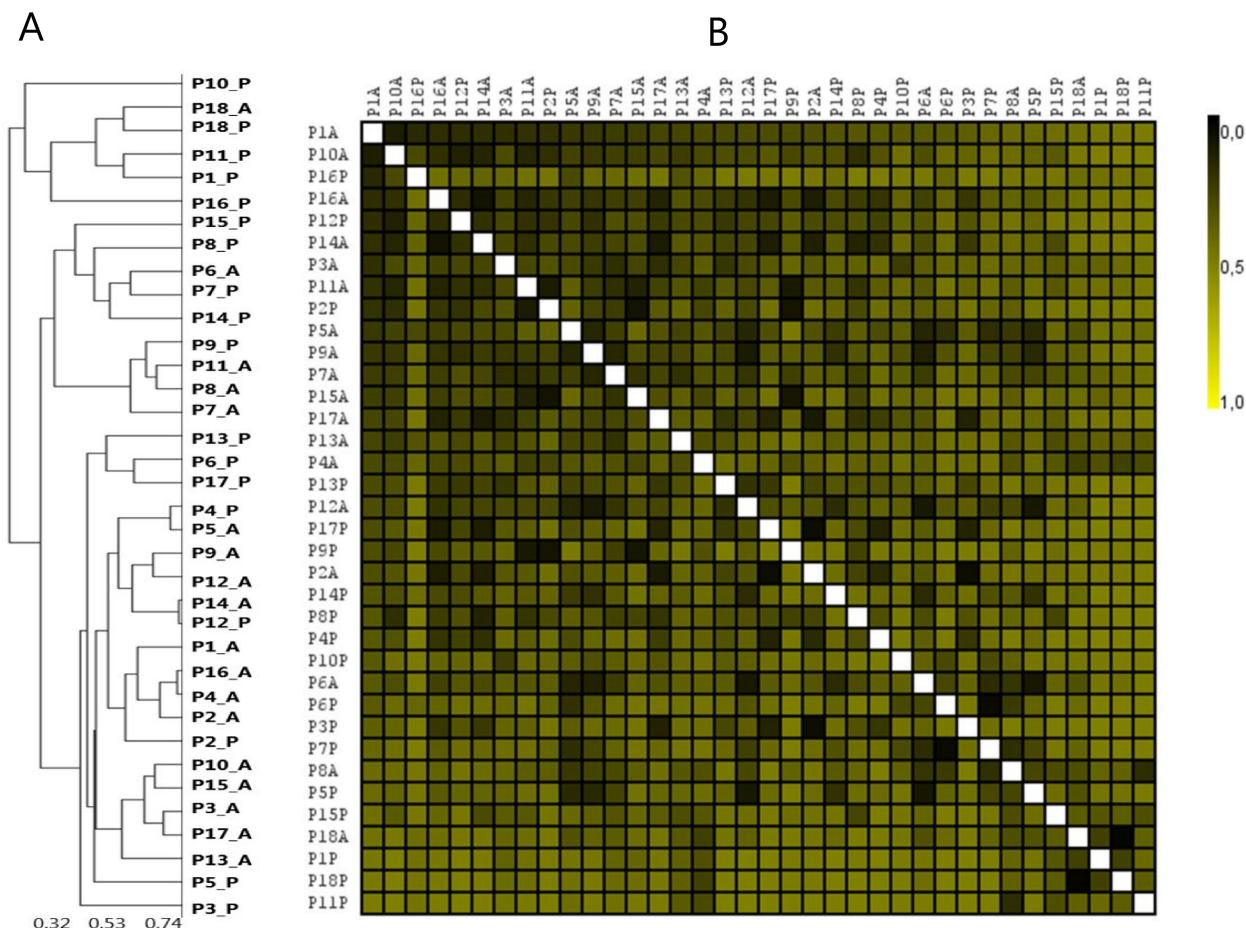 A
B
P10_P
P18_A
P18_P
P11_P
P1_P
P16_P
P15_P
P8_P
P6_A
P7_P
P14_P
P9_P
P11_A
P8_A
P7_A
P13_P
P6_P
P17_P
P4_P
P5_A
P9_A
P12_A
P14_A
P12_P
P1_A
P16_A
P4_A
P2_A
P2_P
P10_A
P15_A
P3_A
P17_A
P13_A
P5_P
P3_P
0.32 0.53 0.74
P1A P10A P16P P16A P12P P14A P3A P11A P2P P5A P9A P7A P15A P17A P13A P4A P13P P12A P17P P9P P2A P14P P8P P4P P10P P6A P6P P3P P7P P8A P5P P15P P18A P1P P18P P11P
P1A
P10A
P16P
P16A
P12P
P14A
P3A
P11A
P2P
P5A
P9A
P7A
P15A
P17A
P13A
P4A
P13P
P12A
P17P
P9P
P2A
P14P
P8P
P4P
P10P
P6A
P6P
P3P
P7P
P8A
P5P
P15P
P18A
P1P
P18P
P11P
0,0
0,5
1,0